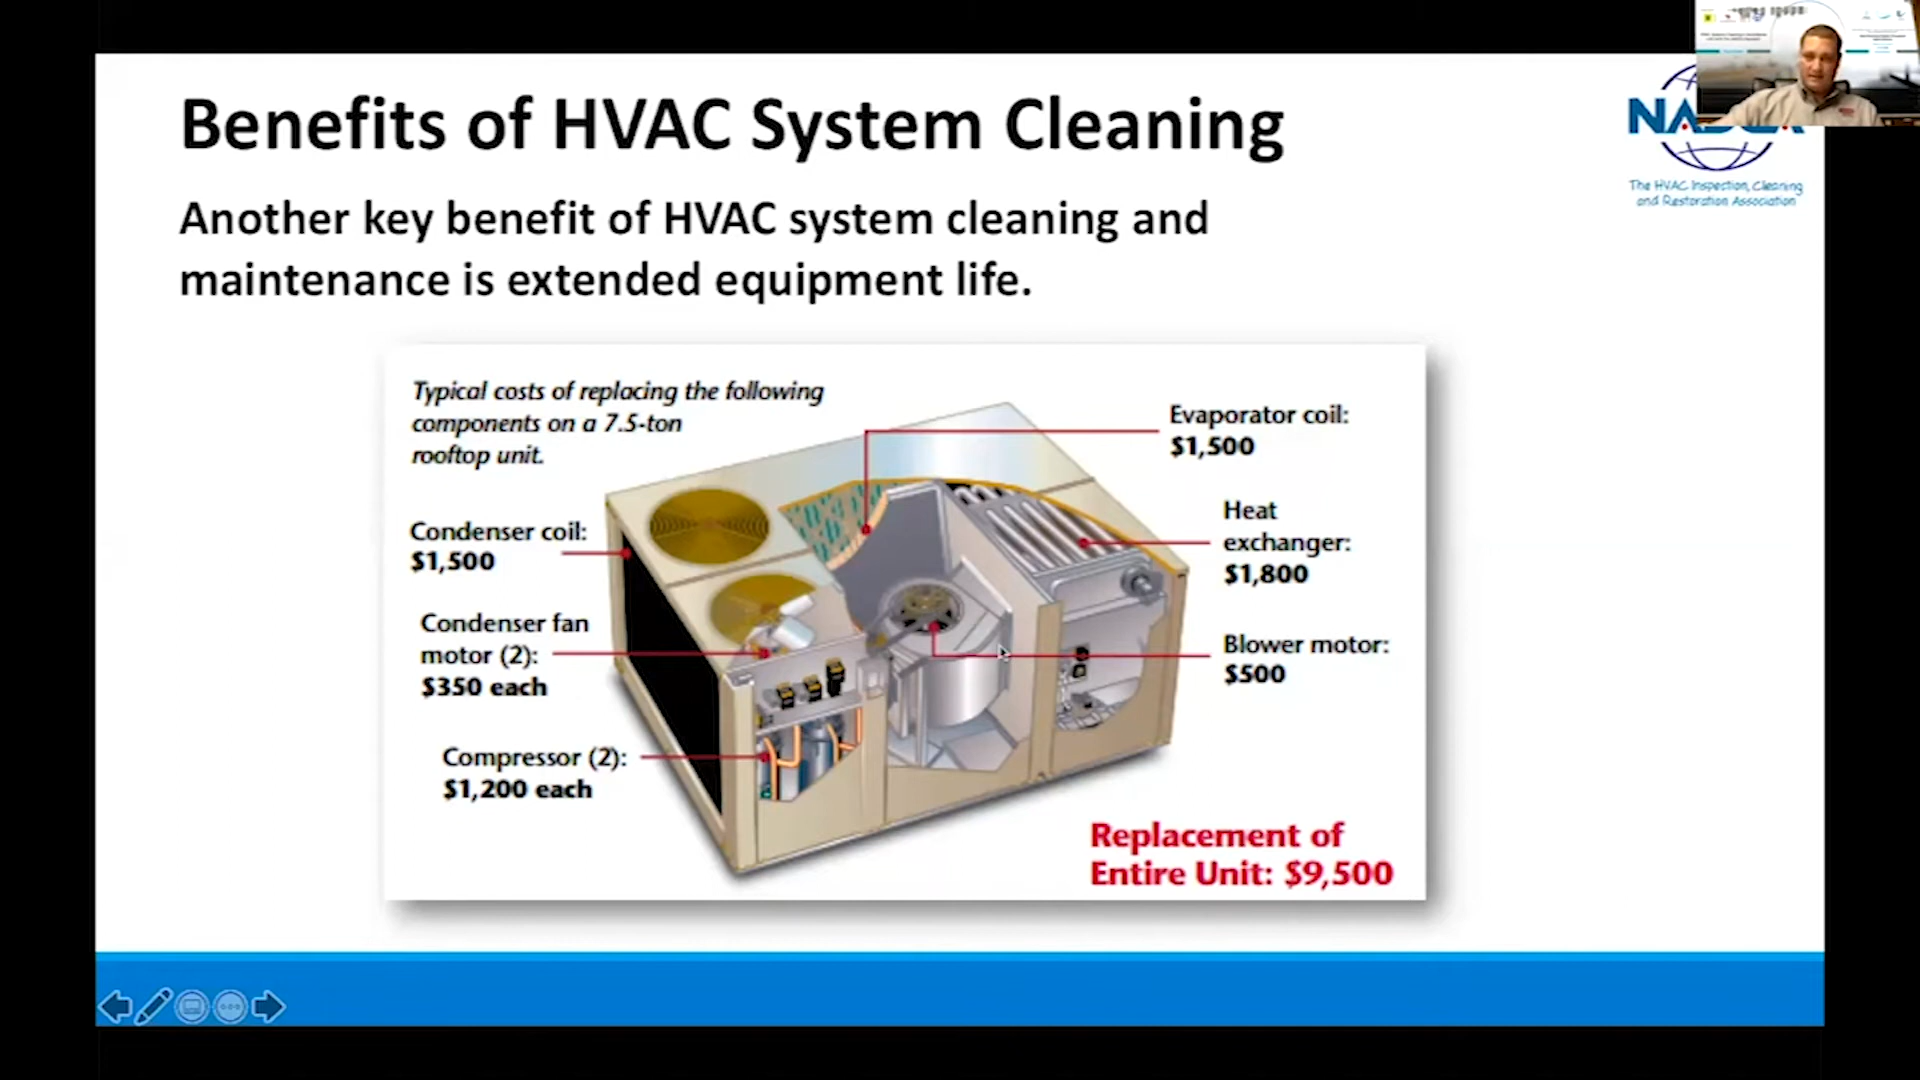 Benefits of HVAC System Cleaning
Another key benefit of HVAC system cleaning and
maintenance is extended equipment life.
The HVAC Inspection, Cleaning
and Restoration Association
Typical costs of replacing the following
components on a 7.5-ton
rooftop unit.
Condenser coil:
$1,500
Condenser fan
motor (2):
$350 each
Compressor (2):
$1,200 each
Evaporator coil:
$1,500
Heat
exchanger:
$1,800
Blower motor:
$500
Replacement of
Entire Unit: $9,500